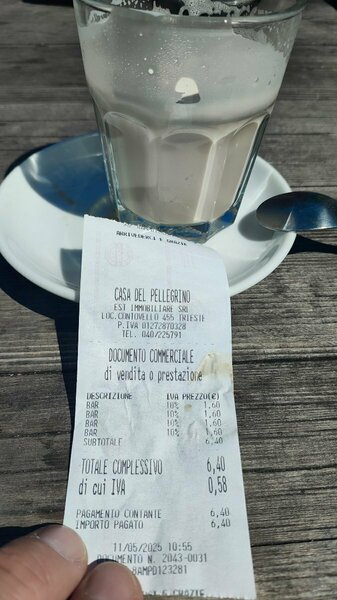 ARRIVEDERCI E GRAZIE
CASA DEL PELLEGRINO
EST IMMOBILIARE SRL
LOC.CONTOVELLO 455 TRIESTE
P.IVA 01272870328
TEL. 040/225791
DOCUMENTO COMMERCIALE
di vendita o prestazione
DESCRIZIONE IVA PREZZO(€)
BAR 10% 1,60
BAR 10% 1,60
BAR 10% 1,60
BAR 10% 1,60
SUBTOTALE 6,40
TOTALE COMPLESSIVO 6,40
di cui IVA 0,58
PAGAMENTO CONTANTE 6,40
IMPORTO PAGATO 6,40
11/05/2025 10:55
DOCUMENTO N. 2043-0031
8AMPD123281